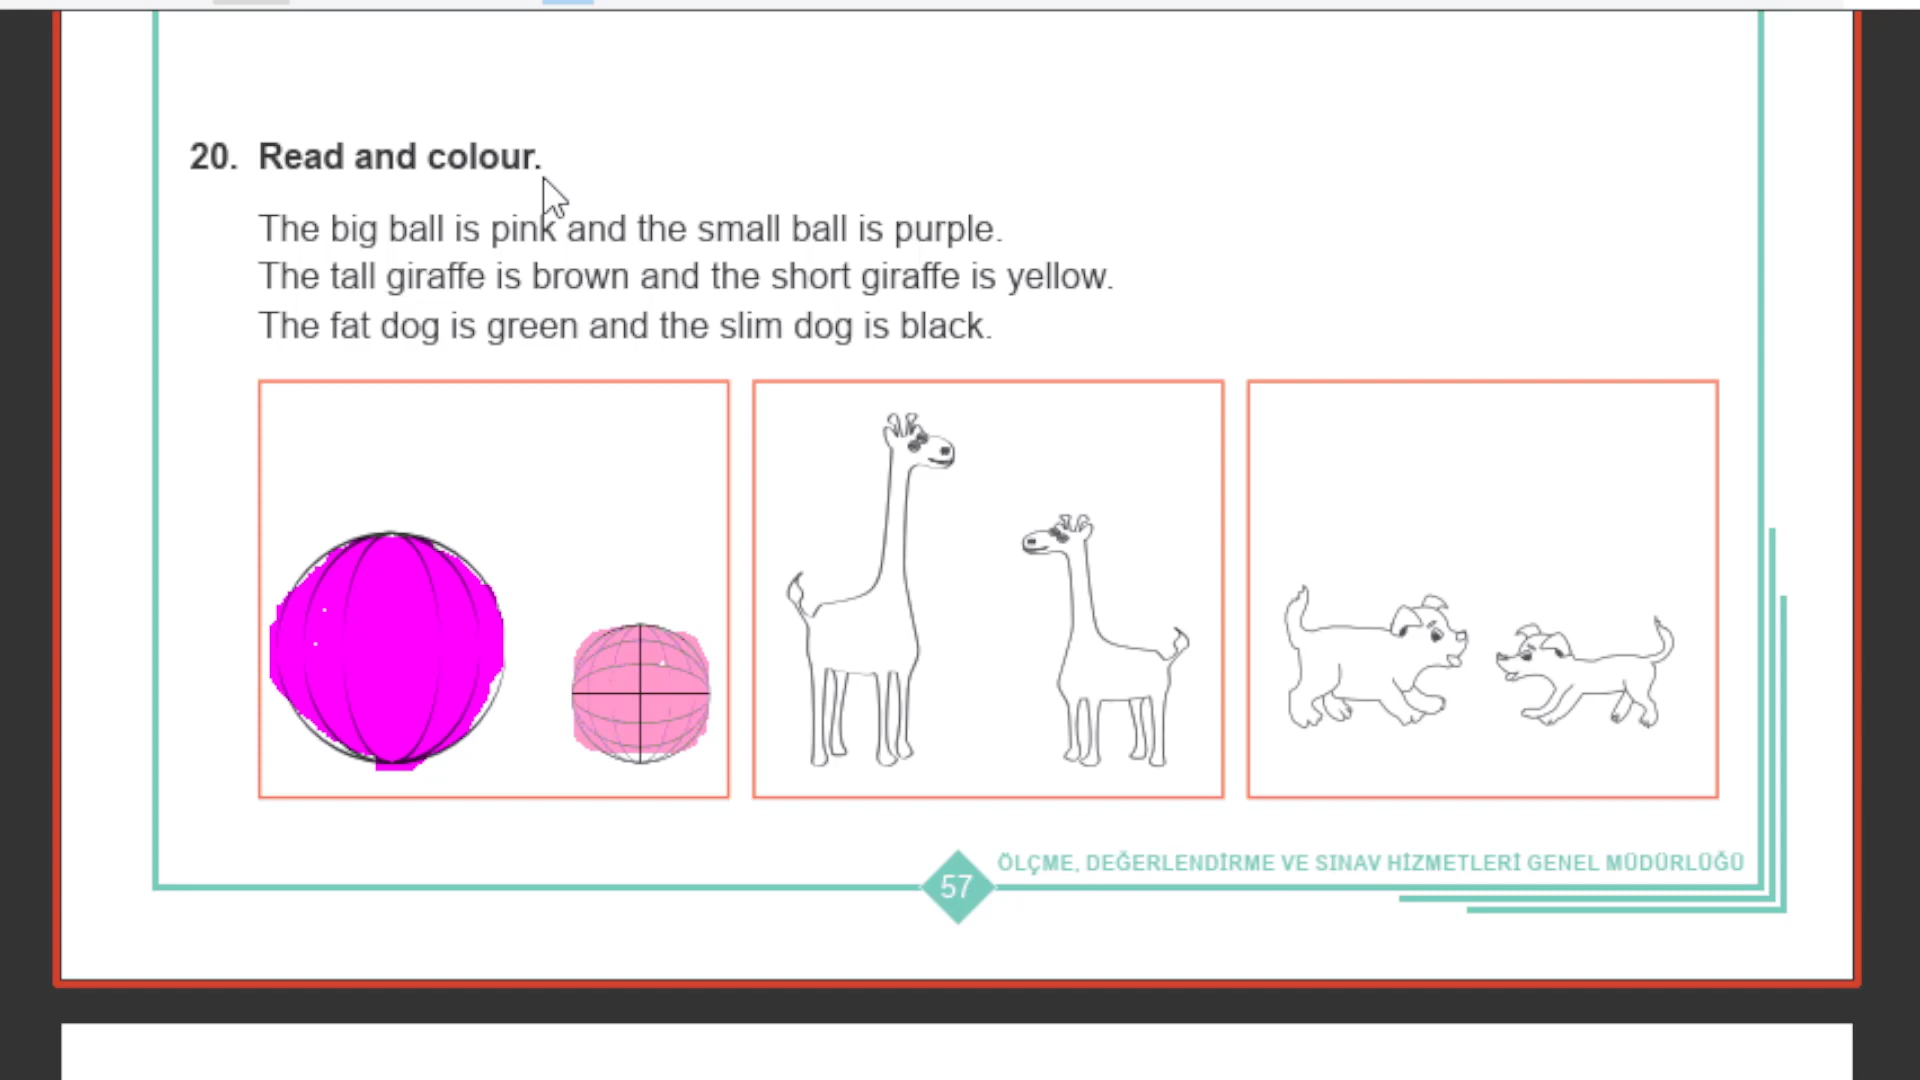 20. Read and colour.
The big ball is pink and the small ball is purple.
The tall giraffe is brown and the short giraffe is yellow.
The fat dog is green and the slim dog is black.
ÖLÇME, DEĞERLENDİRME VE SINAV HİZMETLERİ GENEL MÜDÜRLÜĞÜ
57